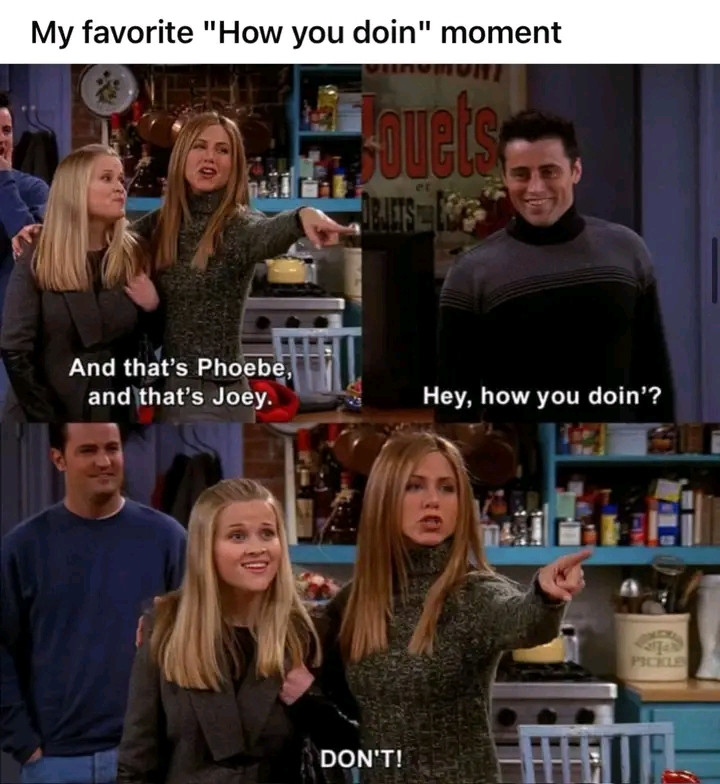 My favorite "How you doin" moment
Jouets
et
And that's Phoebe,
and that's Joey.
Hey, how you doin'?
PICKLES
DON'T!